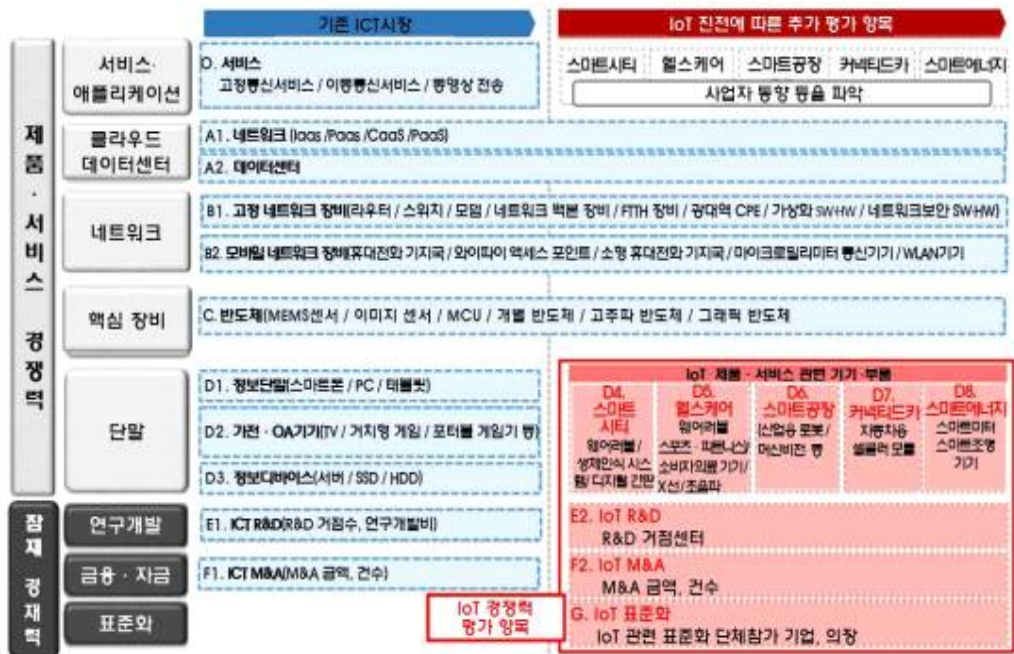 기존 ICT시장
IoT 진전에 따른 추가 평가 항목
제품·서비스 경쟁력
서비스·
애플리케이션
O. 서비스
고정통신서비스 / 이동통신서비스 / 동영상 전송
스마트시티 헬스케어 스마트공장 커넥티드카 스마트에너지
사업자 동향 등을 파악
클라우드
데이터센터
A1. 네트워크 (Iaas /Paas /CaaS /PaaS)
A2. 데이터센터
네트워크
B1. 고정 네트워크 장비(라우터 / 스위치 / 모뎀 / 네트워크 백본 장비 / FTTH 장비 / 광대역 CPE / 가상화 SW·HW / 네트워크보안 SW·HW)
B2. 모바일 네트워크 장비(휴대전화 기지국 / 와이파이 액세스 포인트 / 소형 휴대전화 기지국 / 마이크로밀리미터 통신기기 / WLAN기기
핵심 장비
C. 반도체(MEMS센서 / 이미지 센서 / MCU / 개별 반도체 / 고주파 반도체 / 그래픽 반도체
단말
D1. 정보단말(스마트폰 / PC / 태블릿)
D2. 가전·OA기기(TV / 거치형 게임 / 포터블 게임기 등)
D3. 정보디바이스(서버 / SSD / HDD)
IoT 제품·서비스 관련 기기·부품
D4.
스마트
시티
웨어러블 /
생체인식 시스
템/ 디지털 간판
D5.
헬스케어
웨어러블
스포츠·피트니스/
소비자의료 기기/
X선/초음파
D6.
스마트공장
(산업용 로봇 /
머신비전 등
D7.
커넥티드카
자동차용
셀룰러 모듈
D8.
스마트에너지
스마트미터
스마트조명
기기
잠재 경쟁력
연구개발
E1. ICT R&D(R&D 거점수, 연구개발비)
E2. IoT R&D
R&D 거점센터
금융·자금
F1. ICT M&A(M&A 금액, 건수)
F2. IoT M&A
M&A 금액, 건수
표준화
IoT 경쟁력
평가 항목
G. IoT 표준화
IoT 관련 표준화 단체참가 기업, 의장